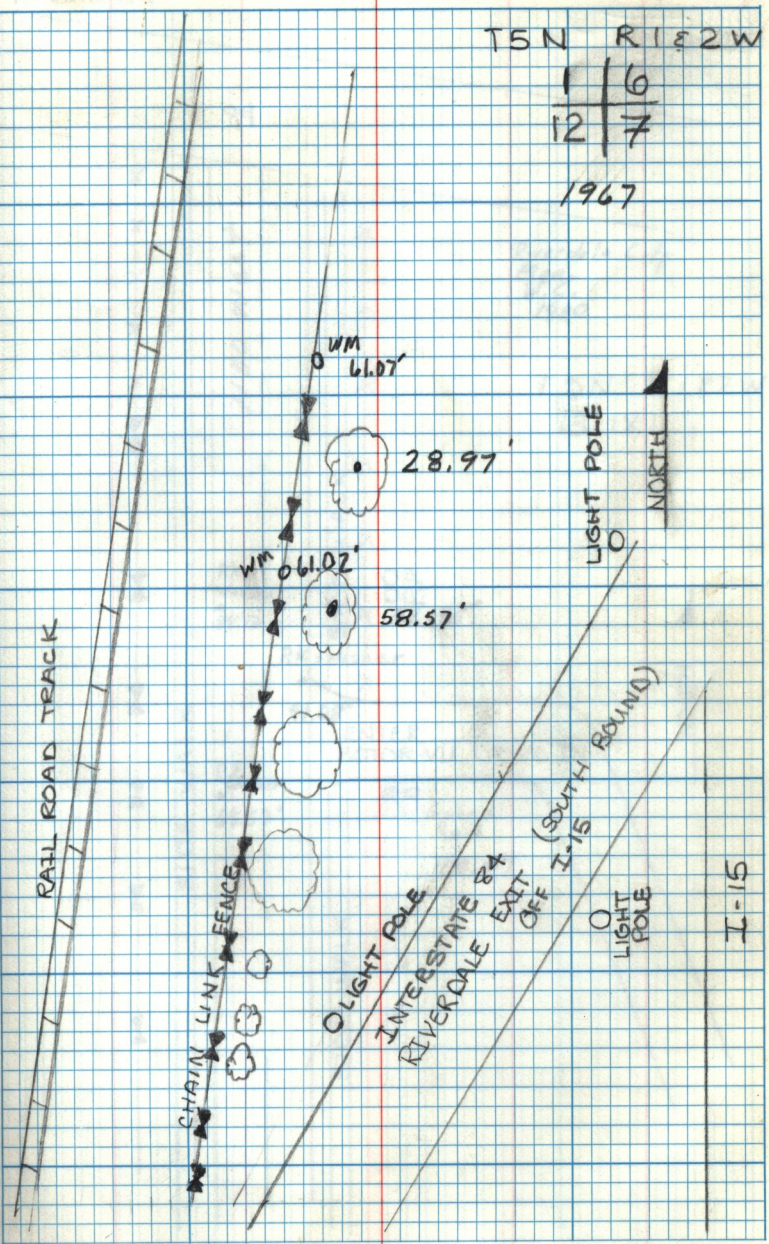 T5N R1&2W
1 6
12 7
1967
WM
61.07'
28.97'
LIGHT POLE
NORTH
WM 61.02'
58.57'
RAIL ROAD TRACK
CHAIN LINK FENCE
LIGHT POLE
INTERSTATE 84
RIVERDALE EXIT (SOUTH BOUND)
OFF I-15
LIGHT
POLE
I-15